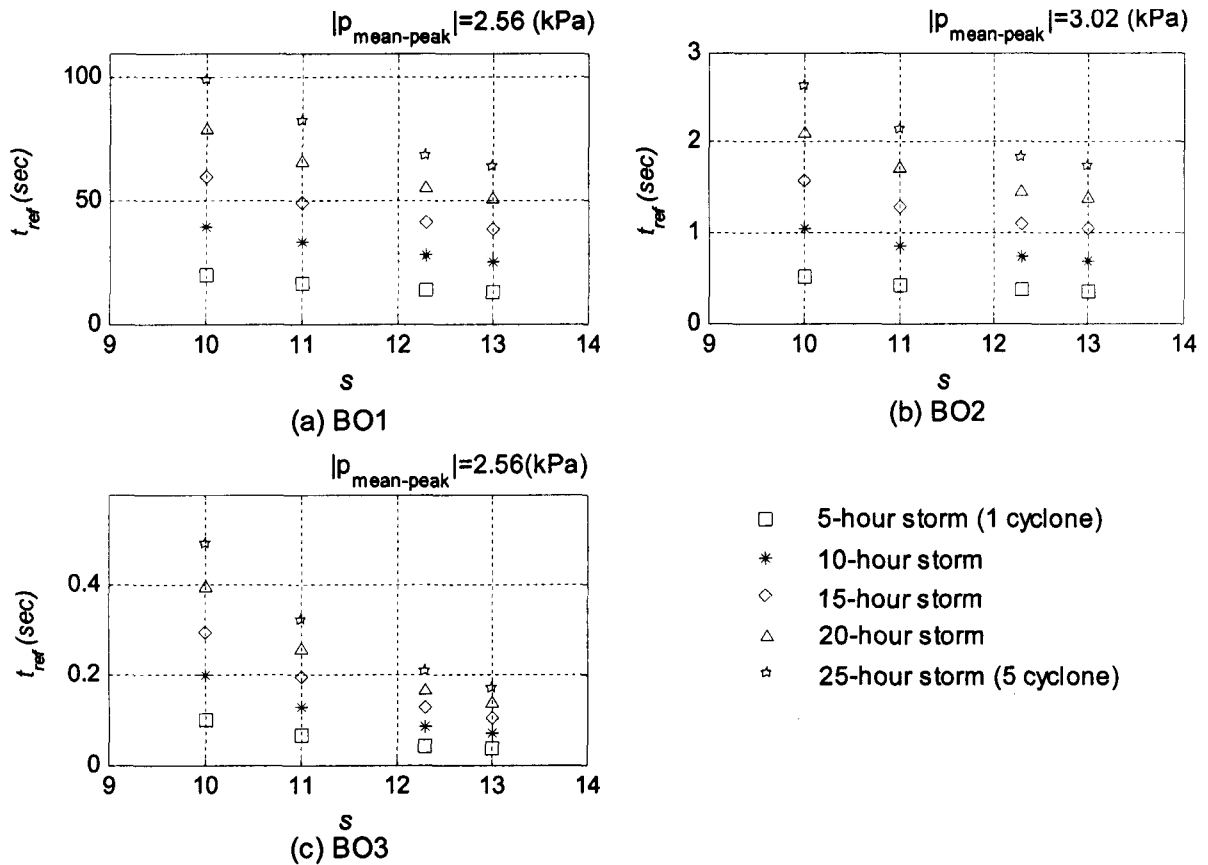 |p_mean-peak|=2.56 (kPa)
100
50
0
t_ref (sec)
9 10 11 12 13 14
s
(a) BO1
|p_mean-peak|=3.02 (kPa)
3
2
1
0
t_ref (sec)
9 10 11 12 13 14
s
(b) BO2
|p_mean-peak|=2.56(kPa)
0.4
0.2
0
t_ref (sec)
9 10 11 12 13 14
s
(c) BO3
5-hour storm (1 cyclone)
10-hour storm
15-hour storm
20-hour storm
25-hour storm (5 cyclone)